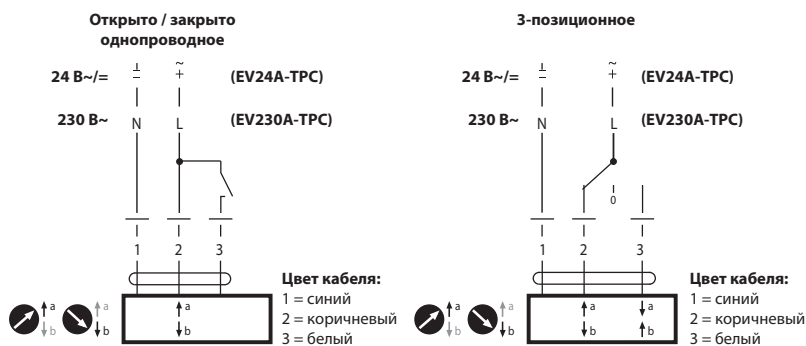 Открыто / закрыто
однопроводное
24 В~/=
⊥
–
~
+
(EV24A-TPC)
230 В~
N
L
(EV230A-TPC)
1
2
3
a
b
a
b
a
b
Цвет кабеля:
1 = синий
2 = коричневый
3 = белый
3-позиционное
24 В~/=
⊥
–
~
+
(EV24A-TPC)
230 В~
N
L
(EV230A-TPC)
0
1
2
3
a
b
a
b
a
b
a
b
Цвет кабеля:
1 = синий
2 = коричневый
3 = белый